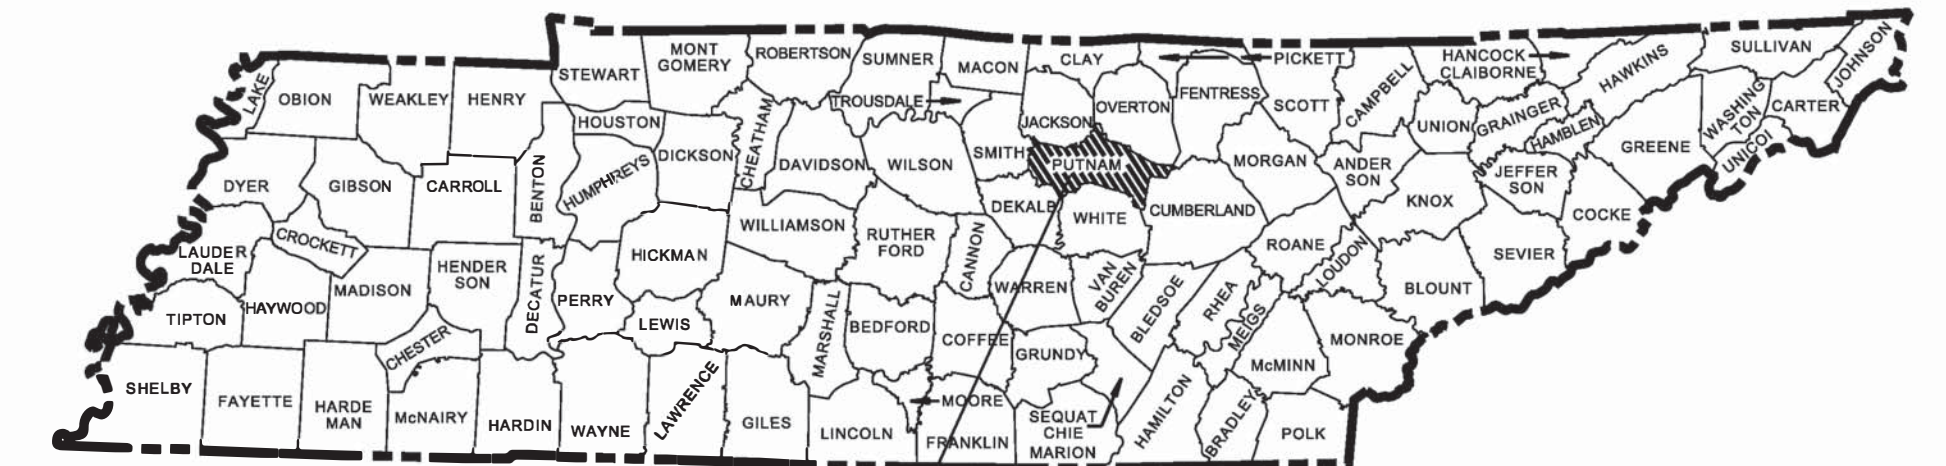 MONT
GOMERY
ROBERTSON
SUMNER
MACON
CLAY
PICKETT
HANCOCK
CLAIBORNE
HAWKINS
SULLIVAN
JOHNSON
STEWART
LAKE
OBION
WEAKLEY
HENRY
TROUSDALE
OVERTON
FENTRESS
SCOTT
CAMPBELL
UNION
GRAINGER
HAMBLEN
WASHING
TON
CARTER
UNICOI
GREENE
HOUSTON
DICKSON
CHEATHAM
DAVIDSON
WILSON
SMITH
JACKSON
PUTNAM
MORGAN
ANDER
SON
KNOX
JEFFER
SON
COCKE
DYER
GIBSON
CARROLL
BENTON
HUMPHREYS
WILLIAMSON
RUTHER
FORD
CANNON
DEKALB
WHITE
CUMBERLAND
ROANE
LOUDON
BLOUNT
SEVIER
LAUDER
DALE
CROCKETT
HENDER
SON
DECATUR
PERRY
HICKMAN
LEWIS
MAURY
MARSHALL
BEDFORD
COFFEE
WARREN
VAN
BUREN
BLEDSOE
RHEA
MEIGS
McMINN
MONROE
TIPTON
HAYWOOD
MADISON
CHESTER
GRUNDY
SHELBY
FAYETTE
HARDE
MAN
McNAIRY
HARDIN
WAYNE
LAWRENCE
GILES
LINCOLN
MOORE
FRANKLIN
SEQUAT
CHIE
MARION
HAMILTON
BRADLEY
POLK